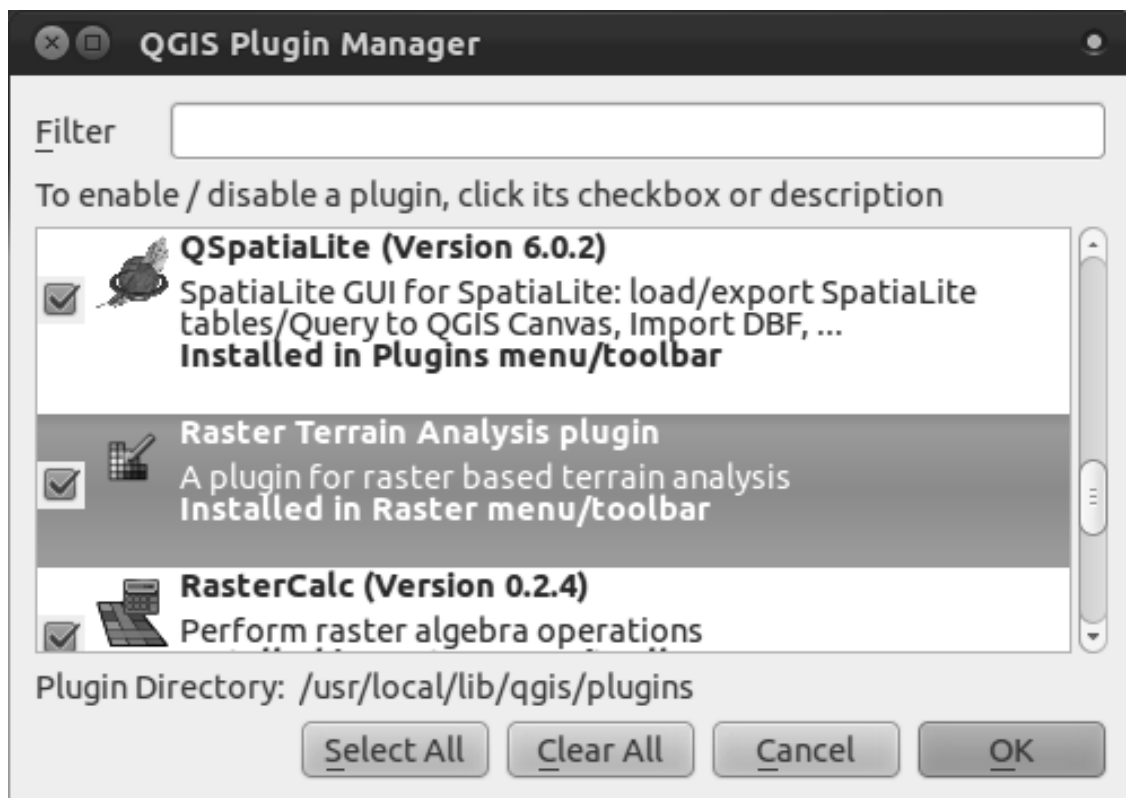 QGIS Plugin Manager
Filter
To enable / disable a plugin, click its checkbox or description
QSpatiaLite (Version 6.0.2)
SpatiaLite GUI for SpatiaLite: load/export SpatiaLite
tables/Query to QGIS Canvas, Import DBF, ...
Installed in Plugins menu/toolbar
Raster Terrain Analysis plugin
A plugin for raster based terrain analysis
Installed in Raster menu/toolbar
RasterCalc (Version 0.2.4)
Perform raster algebra operations
Plugin Directory: /usr/local/lib/qgis/plugins
Select All
Clear All
Cancel
OK